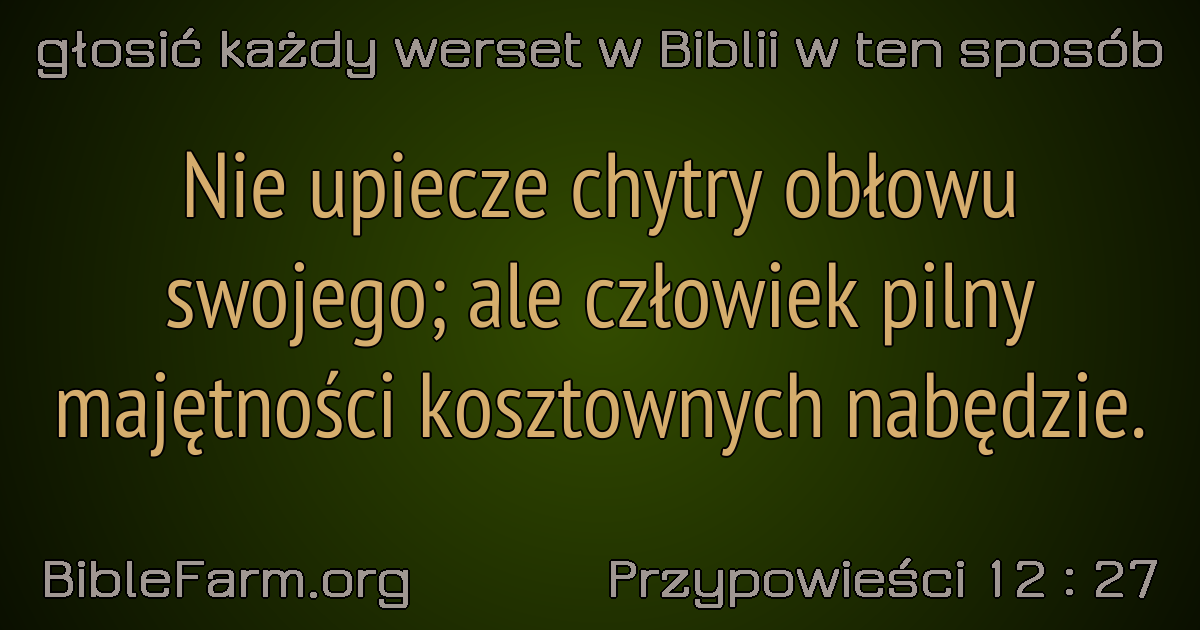 głosić każdy werset w Biblii w ten sposób
Nie upiecze chytry obłowu
swojego; ale człowiek pilny
majętności kosztownych nabędzie.
BibleFarm.org
Przypowieści 12 : 27